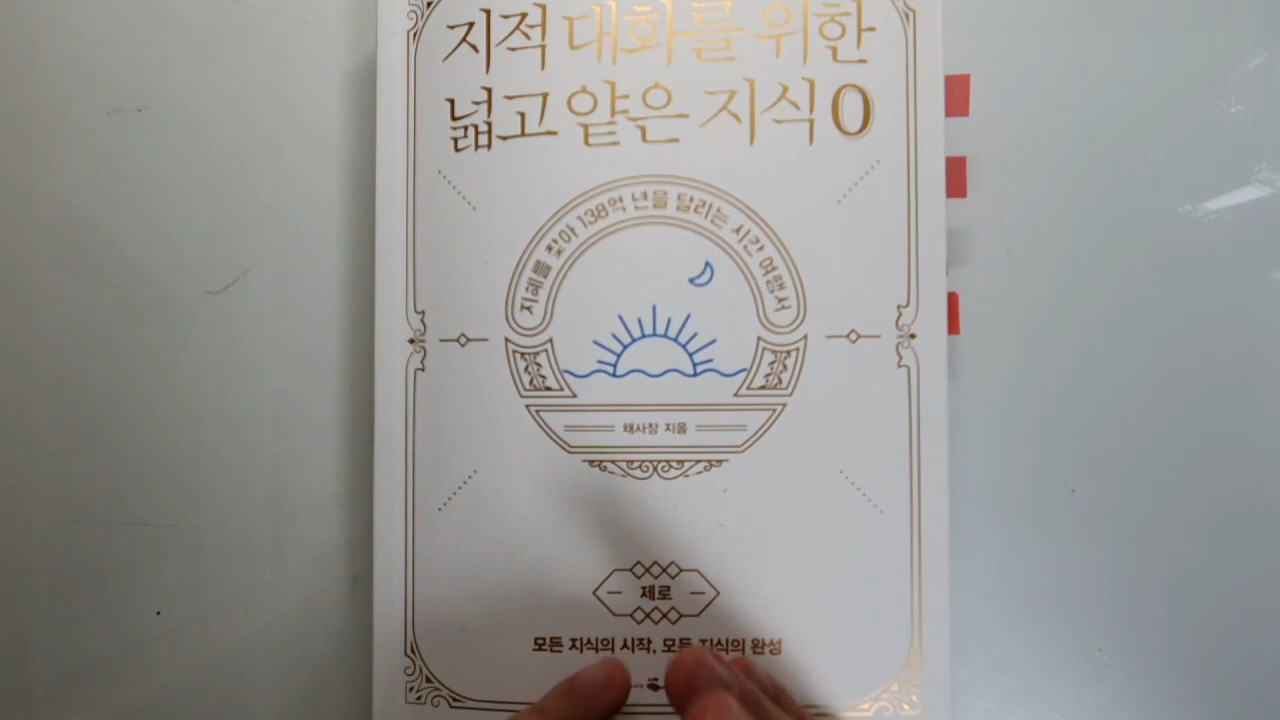 지적 대화를 위한
넓고 얕은 지식 0
지혜를 찾아 138억 년을 달리는 시간 여행서
채사장 지음
제로
모든 지식의 시작, 모든 지식의 완성